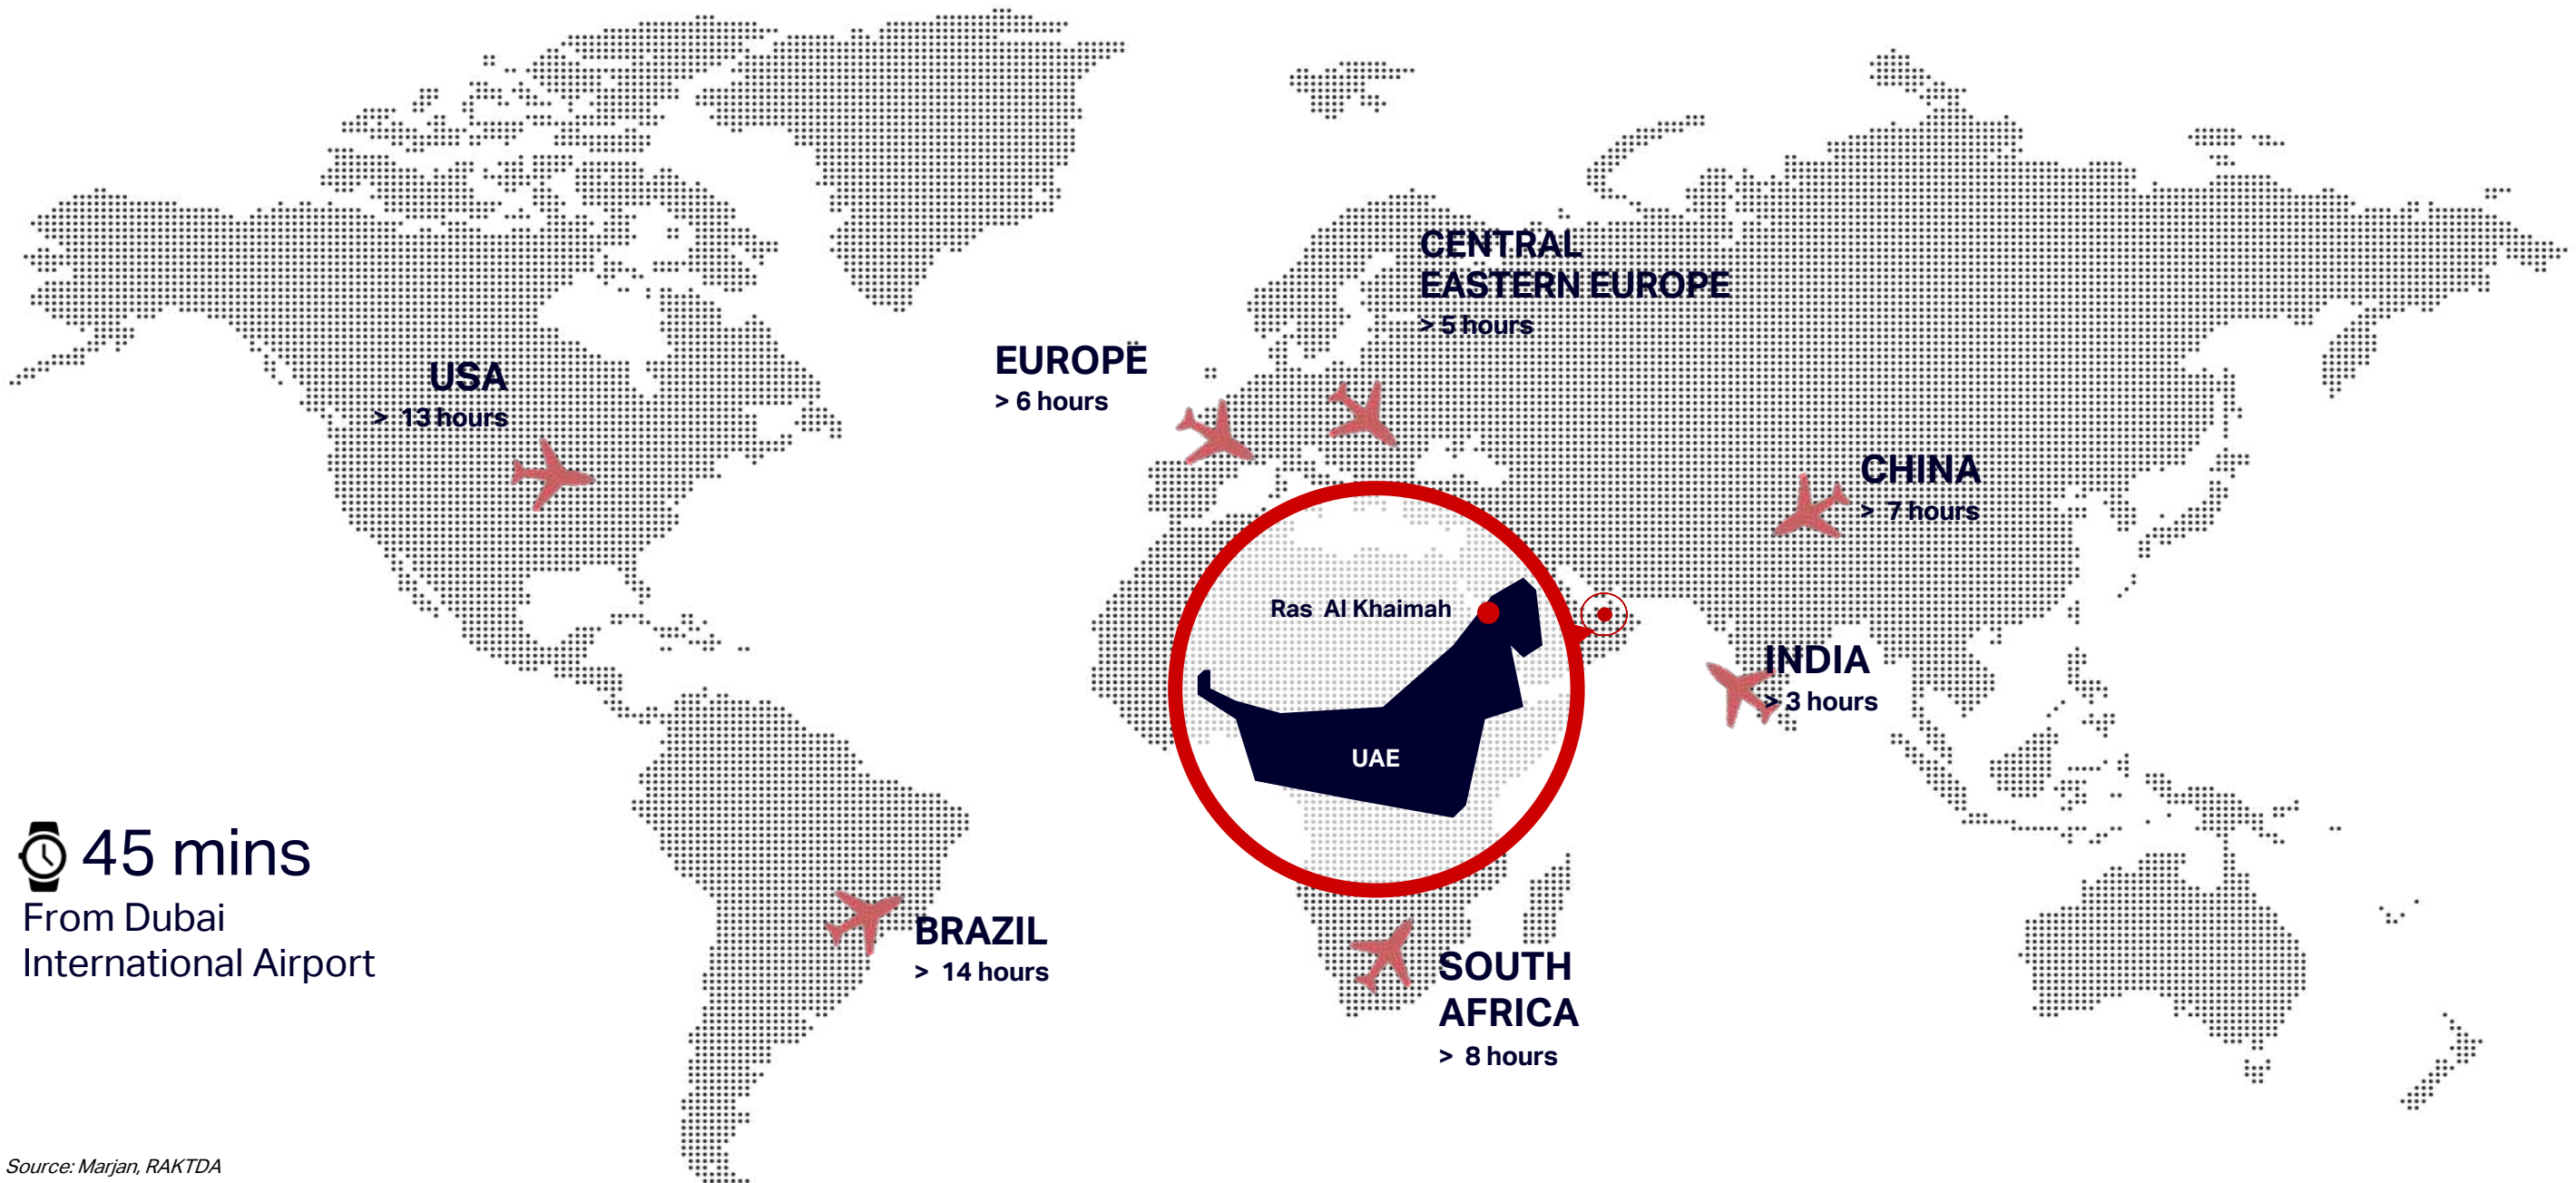 CENTRAL
EASTERN EUROPE
> 5 hours
EUROPE
> 6 hours
USA
> 13 hours
CHINA
> 7 hours
Ras Al Khaimah
INDIA
> 3 hours
UAE
45 mins
From Dubai
International Airport
BRAZIL
> 14 hours
SOUTH
AFRICA
> 8 hours
Source: Marjan, RAKTDA